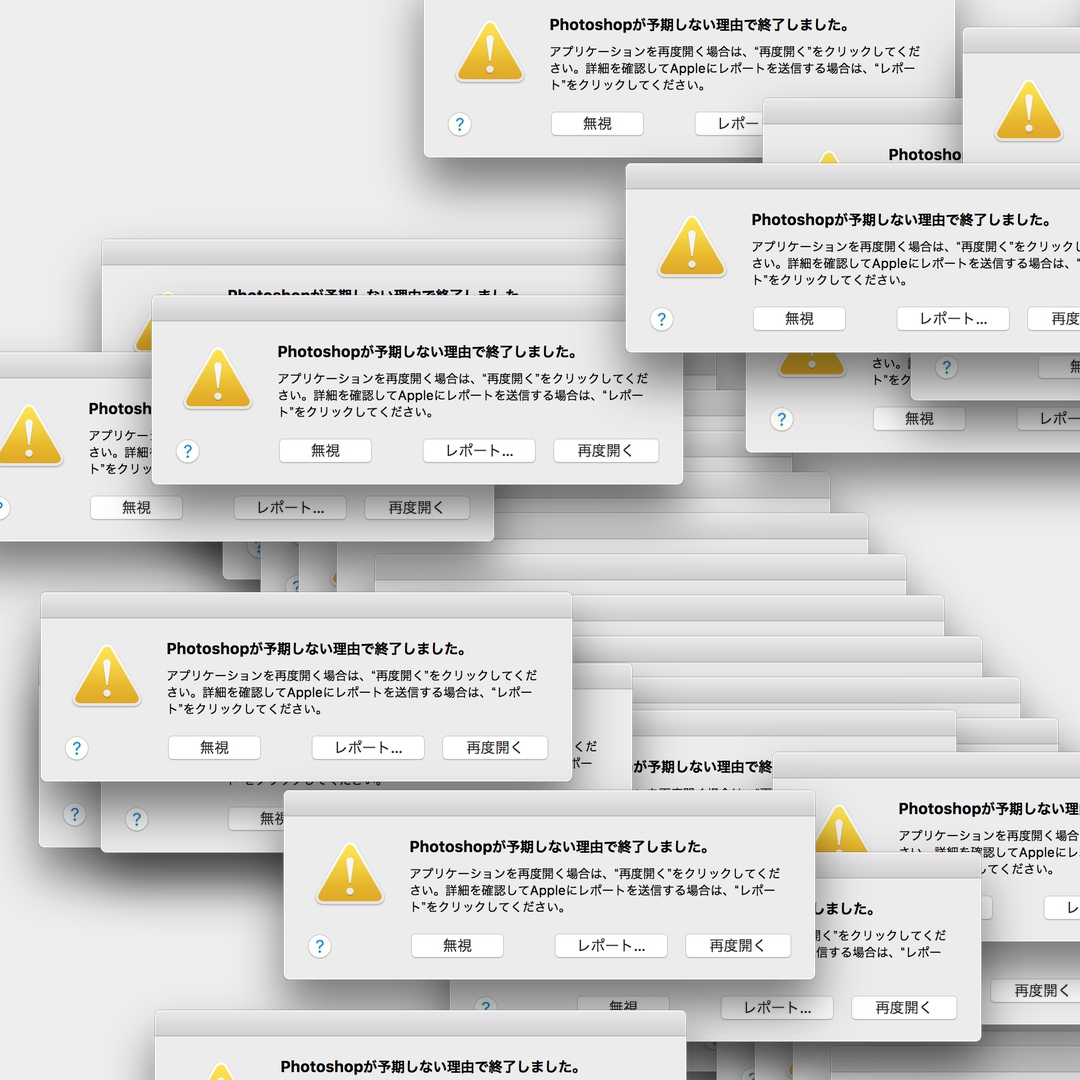 Photoshopが予期しない理由で終了しました。
アプリケーションを再度開く場合は、“再度開く”をクリックしてくだ
さい。詳細を確認してAppleにレポートを送信する場合は、“レポー
ト”をクリックしてください。
? 無視 レポー
Photosho
Photoshopが予期しない理由で終了しました。
アプリケーションを再度開く場合は、“再度開く”をクリックし
さい。詳細を確認してAppleにレポートを送信する場合は、“
ト”をクリックしてください。
? 無視 レポート... 再度
Photoshopが予期しない理由で終了しました
Photoshopが予期しない理由で終了しました。
アプリケーションを再度開く場合は、“再度開く”をクリックしてくだ
さい。詳細を確認してAppleにレポートを送信する場合は、“レポー
ト”をクリックしてください。
? 無視 レポート... 再度開く
さい。
ト”をク
?
? 無視 レポー
Photosh
アプリケー
さい。詳細
ト”をクリッ
? 無視 レポート... 再度開く
?
?
Photoshopが予期しない理由で終了しました。
アプリケーションを再度開く場合は、“再度開く”をクリックしてくだ
さい。詳細を確認してAppleにレポートを送信する場合は、“レポー
ト”をクリックしてください。
? 無視 レポート... 再度開く
くだ
ポー
が予期しない理由で終
ト”をクリックしてください。
?
? 無視
Photoshopが予期しない理
アプリケーションを再度開く場合
さい。詳細を確認してAppleにレ
してください。
レ
Photoshopが予期しない理由で終了しました。
アプリケーションを再度開く場合は、“再度開く”をクリックしてくだ
さい。詳細を確認してAppleにレポートを送信する場合は、“レポー
ト”をクリックしてください。
? 無視 レポート... 再度開く
しました。
開く”をクリックしてくだ
信する場合は、“レポー
再度開く
? 無視 レポート... 再度開く
Photoshopが予期しない理由で終了しました。